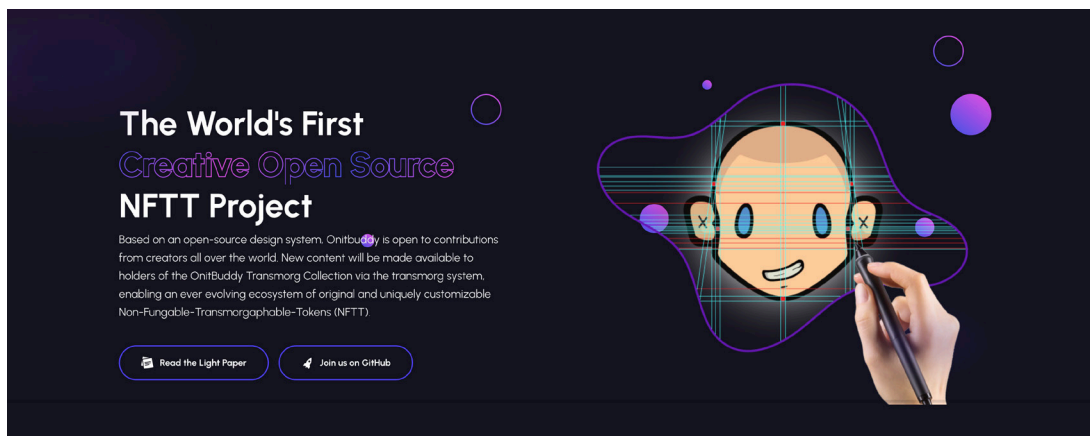 The World's First
Creative Open Source
NFTT Project
Based on an open-source design system. Onitbuddy is open to contributions
from creators all over the world. New content will be made available to
holders of the OnitBuddy Transmorg Collection via the transmorg system,
enabling an ever evolving ecosystem of original and uniquely customizable
Non-Fungable-Transmorgaphable-Tokens (NFTT).
Read the Light Paper
Join us on GitHub